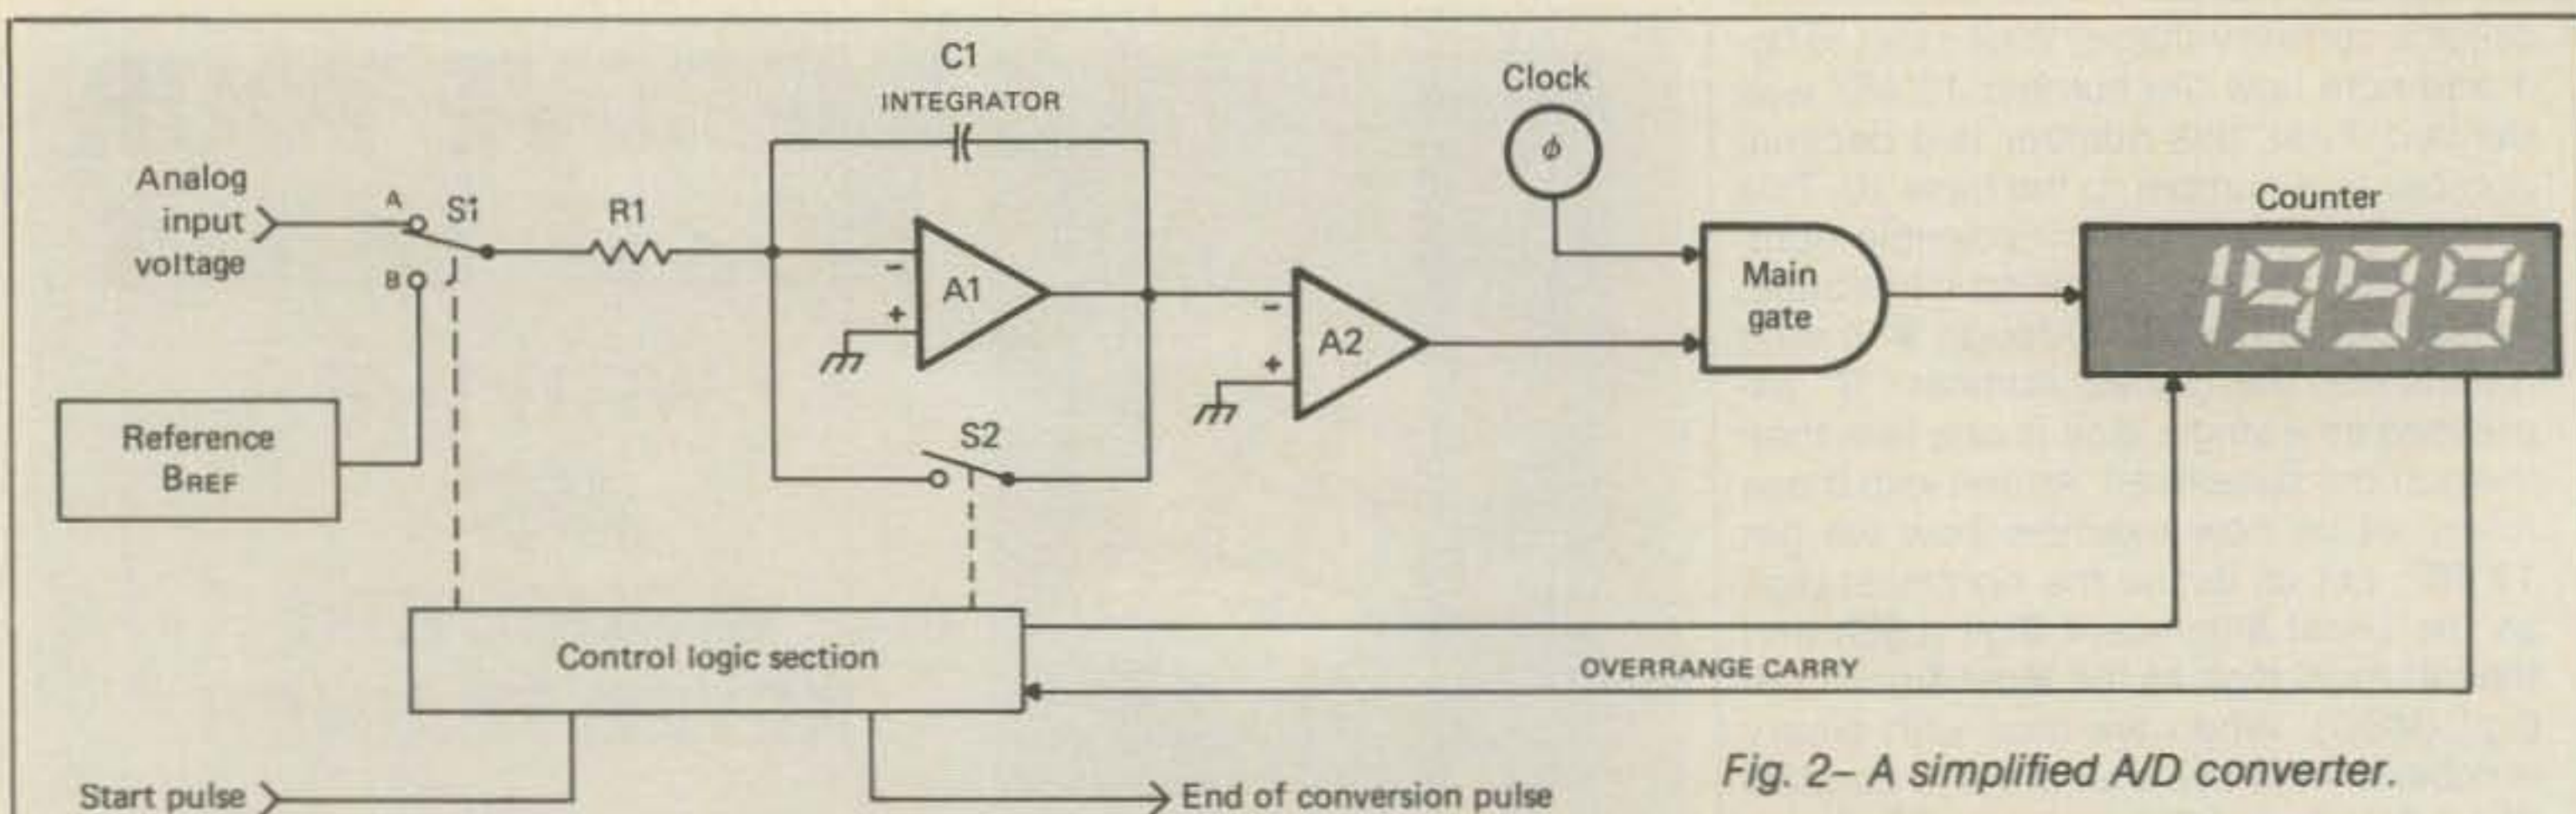 C1
INTEGRATOR
Clock
ϕ
Analog
input
voltage
A
S1
R1
B
−
+
A1
−
+
A2
Main
gate
Counter
1999
Reference
BREF
S2
Control logic section
OVERRANGE CARRY
Start pulse
End of conversion pulse
Fig. 2– A simplified A/D converter.